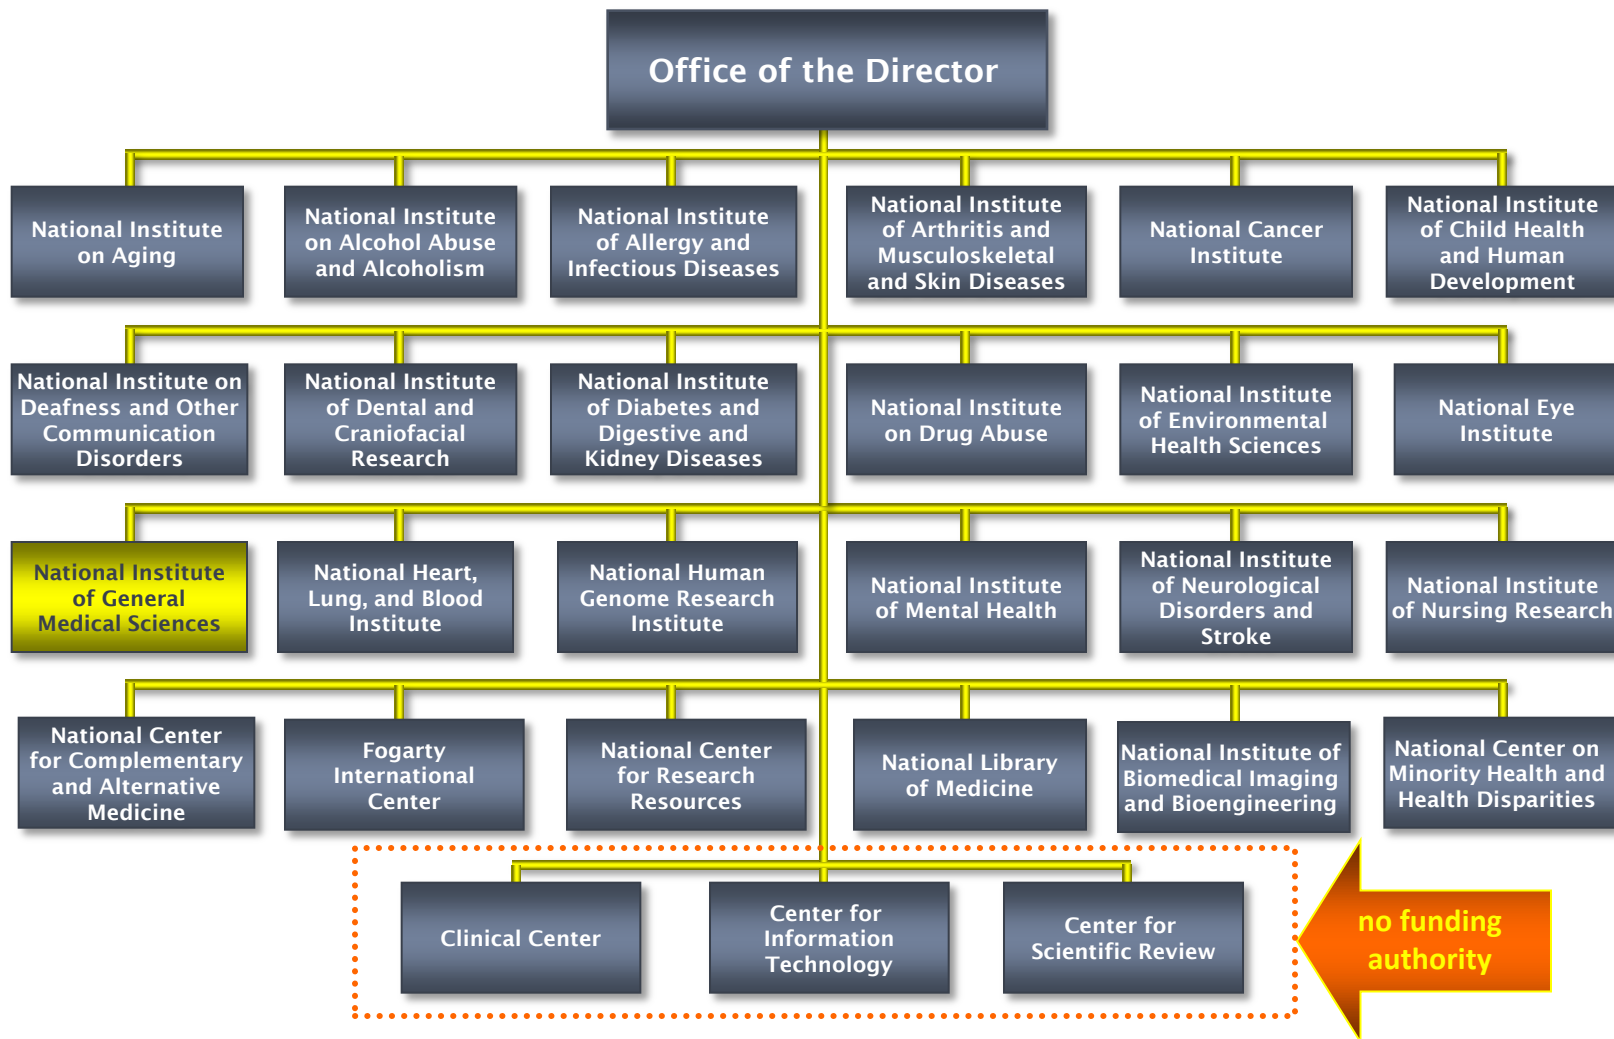 Office of the Director
National Institute
on Aging
National Institute
on Alcohol Abuse
and Alcoholism
National Institute
of Allergy and
Infectious Diseases
National Institute
of Arthritis and
Musculoskeletal
and Skin Diseases
National Cancer
Institute
National Institute
of Child Health
and Human
Development
National Institute on
Deafness and Other
Communication
Disorders
National Institute
of Dental and
Craniofacial
Research
National Institute
of Diabetes and
Digestive and
Kidney Diseases
National Institute
on Drug Abuse
National Institute
of Environmental
Health Sciences
National Eye
Institute
National Institute
of General
Medical Sciences
National Heart,
Lung, and Blood
Institute
National Human
Genome Research
Institute
National Institute
of Mental Health
National Institute
of Neurological
Disorders and
Stroke
National Institute
of Nursing Research
National Center
for Complementary
and Alternative
Medicine
Fogarty
International
Center
National Center
for Research
Resources
National Library
of Medicine
National Institute of
Biomedical Imaging
and Bioengineering
National Center on
Minority Health and
Health Disparities
Clinical Center
Center for
Information
Technology
Center for
Scientific Review
no funding
authority